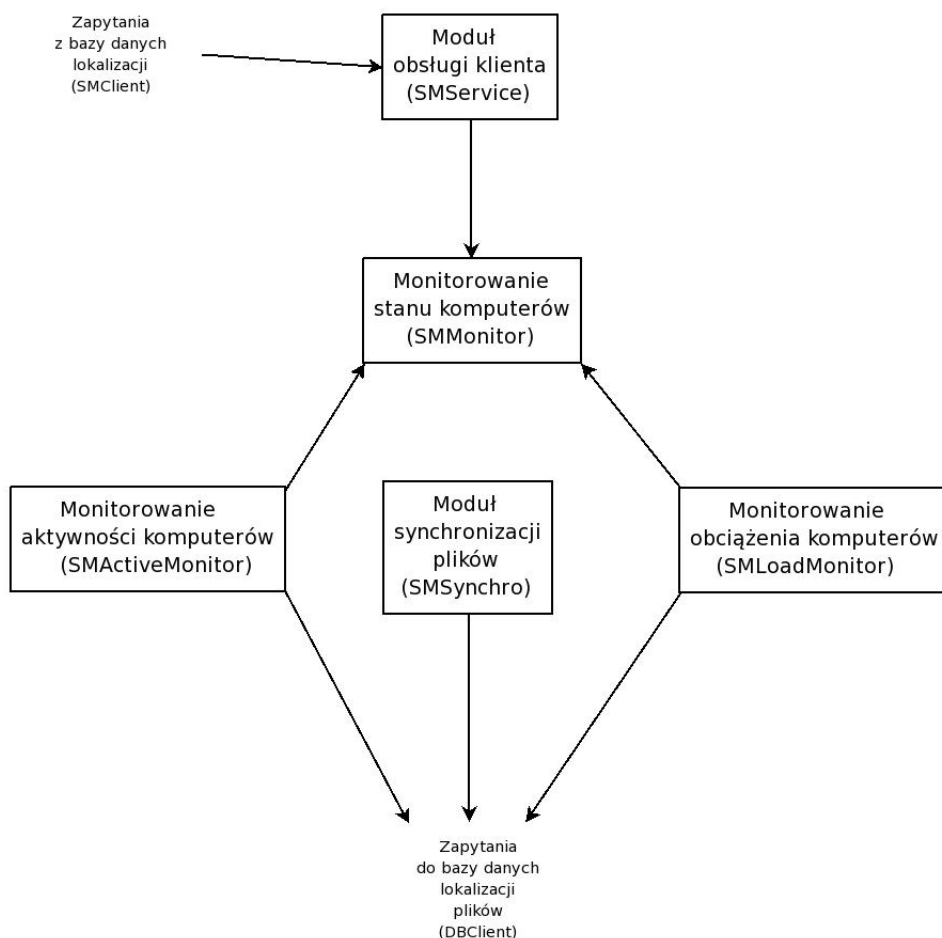 Zapytania
z bazy danych
lokalizacji
(SMClient)
Moduł
obsługi klienta
(SMService)
Monitorowanie
stanu komputerów
(SMMonitor)
Monitorowanie
aktywności komputerów
(SMActiveMonitor)
Moduł
synchronizacji
plików
(SMSynchro)
Monitorowanie
obciążenia komputerów
(SMLoadMonitor)
Zapytania
do bazy danych
lokalizacji
plików
(DBClient)